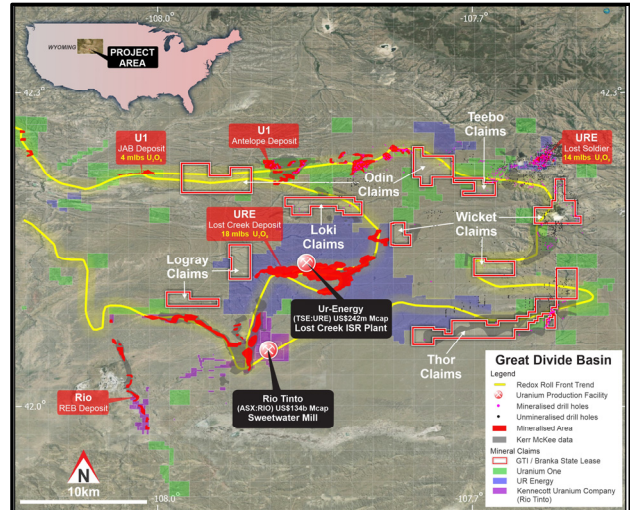 -108.0
-107.7
WYOMING
PROJECT
AREA
42.3
42.3
U1
JAB Deposit
4 mlbs U₃O₈
U1
Antelope Deposit
Teebo
Claims
URE
Lost Soldier
14 mlbs U₃O₈
Odin
Claims
URE
Lost Creek Deposit
18 mlbs U₃O₈
Loki
Claims
Wicket
Claims
Logray
Claims
Ur-Energy
(TSE:URE) US$242m Mcap
Lost Creek ISR Plant
Thor
Claims
Rio
REB Deposit
Rio Tinto
(ASX:RIO) US$134b Mcap
Sweetwater Mill
42.0
42.0
N
10km
-108.0
-107.7
Great Divide Basin
Legend
Redox Roll Front Trend
Uranium Production Facility
Mineralised drill holes
Unmineralised drill holes
Mineralised Area
Kerr McKee data
Mineral Claims
GTI / Branka State Lease
Uranium One
UR Energy
Kennecott Uranium Company
(Rio Tinto)